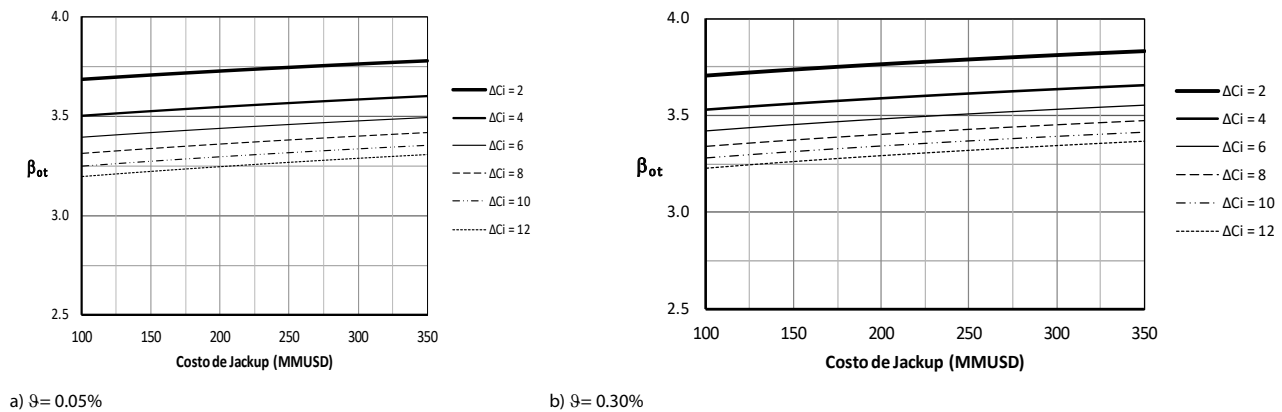 4.0
3.5
3.0
2.5
βot
100 150 200 250 300 350
Costo de Jackup (MMUSD)
ΔCi = 2
ΔCi = 4
ΔCi = 6
ΔCi = 8
ΔCi = 10
ΔCi = 12
a) ϑ= 0.05%
4.0
3.5
3.0
2.5
βot
100 150 200 250 300 350
Costo de Jackup (MMUSD)
ΔCi = 2
ΔCi = 4
ΔCi = 6
ΔCi = 8
ΔCi = 10
ΔCi = 12
b) ϑ= 0.30%